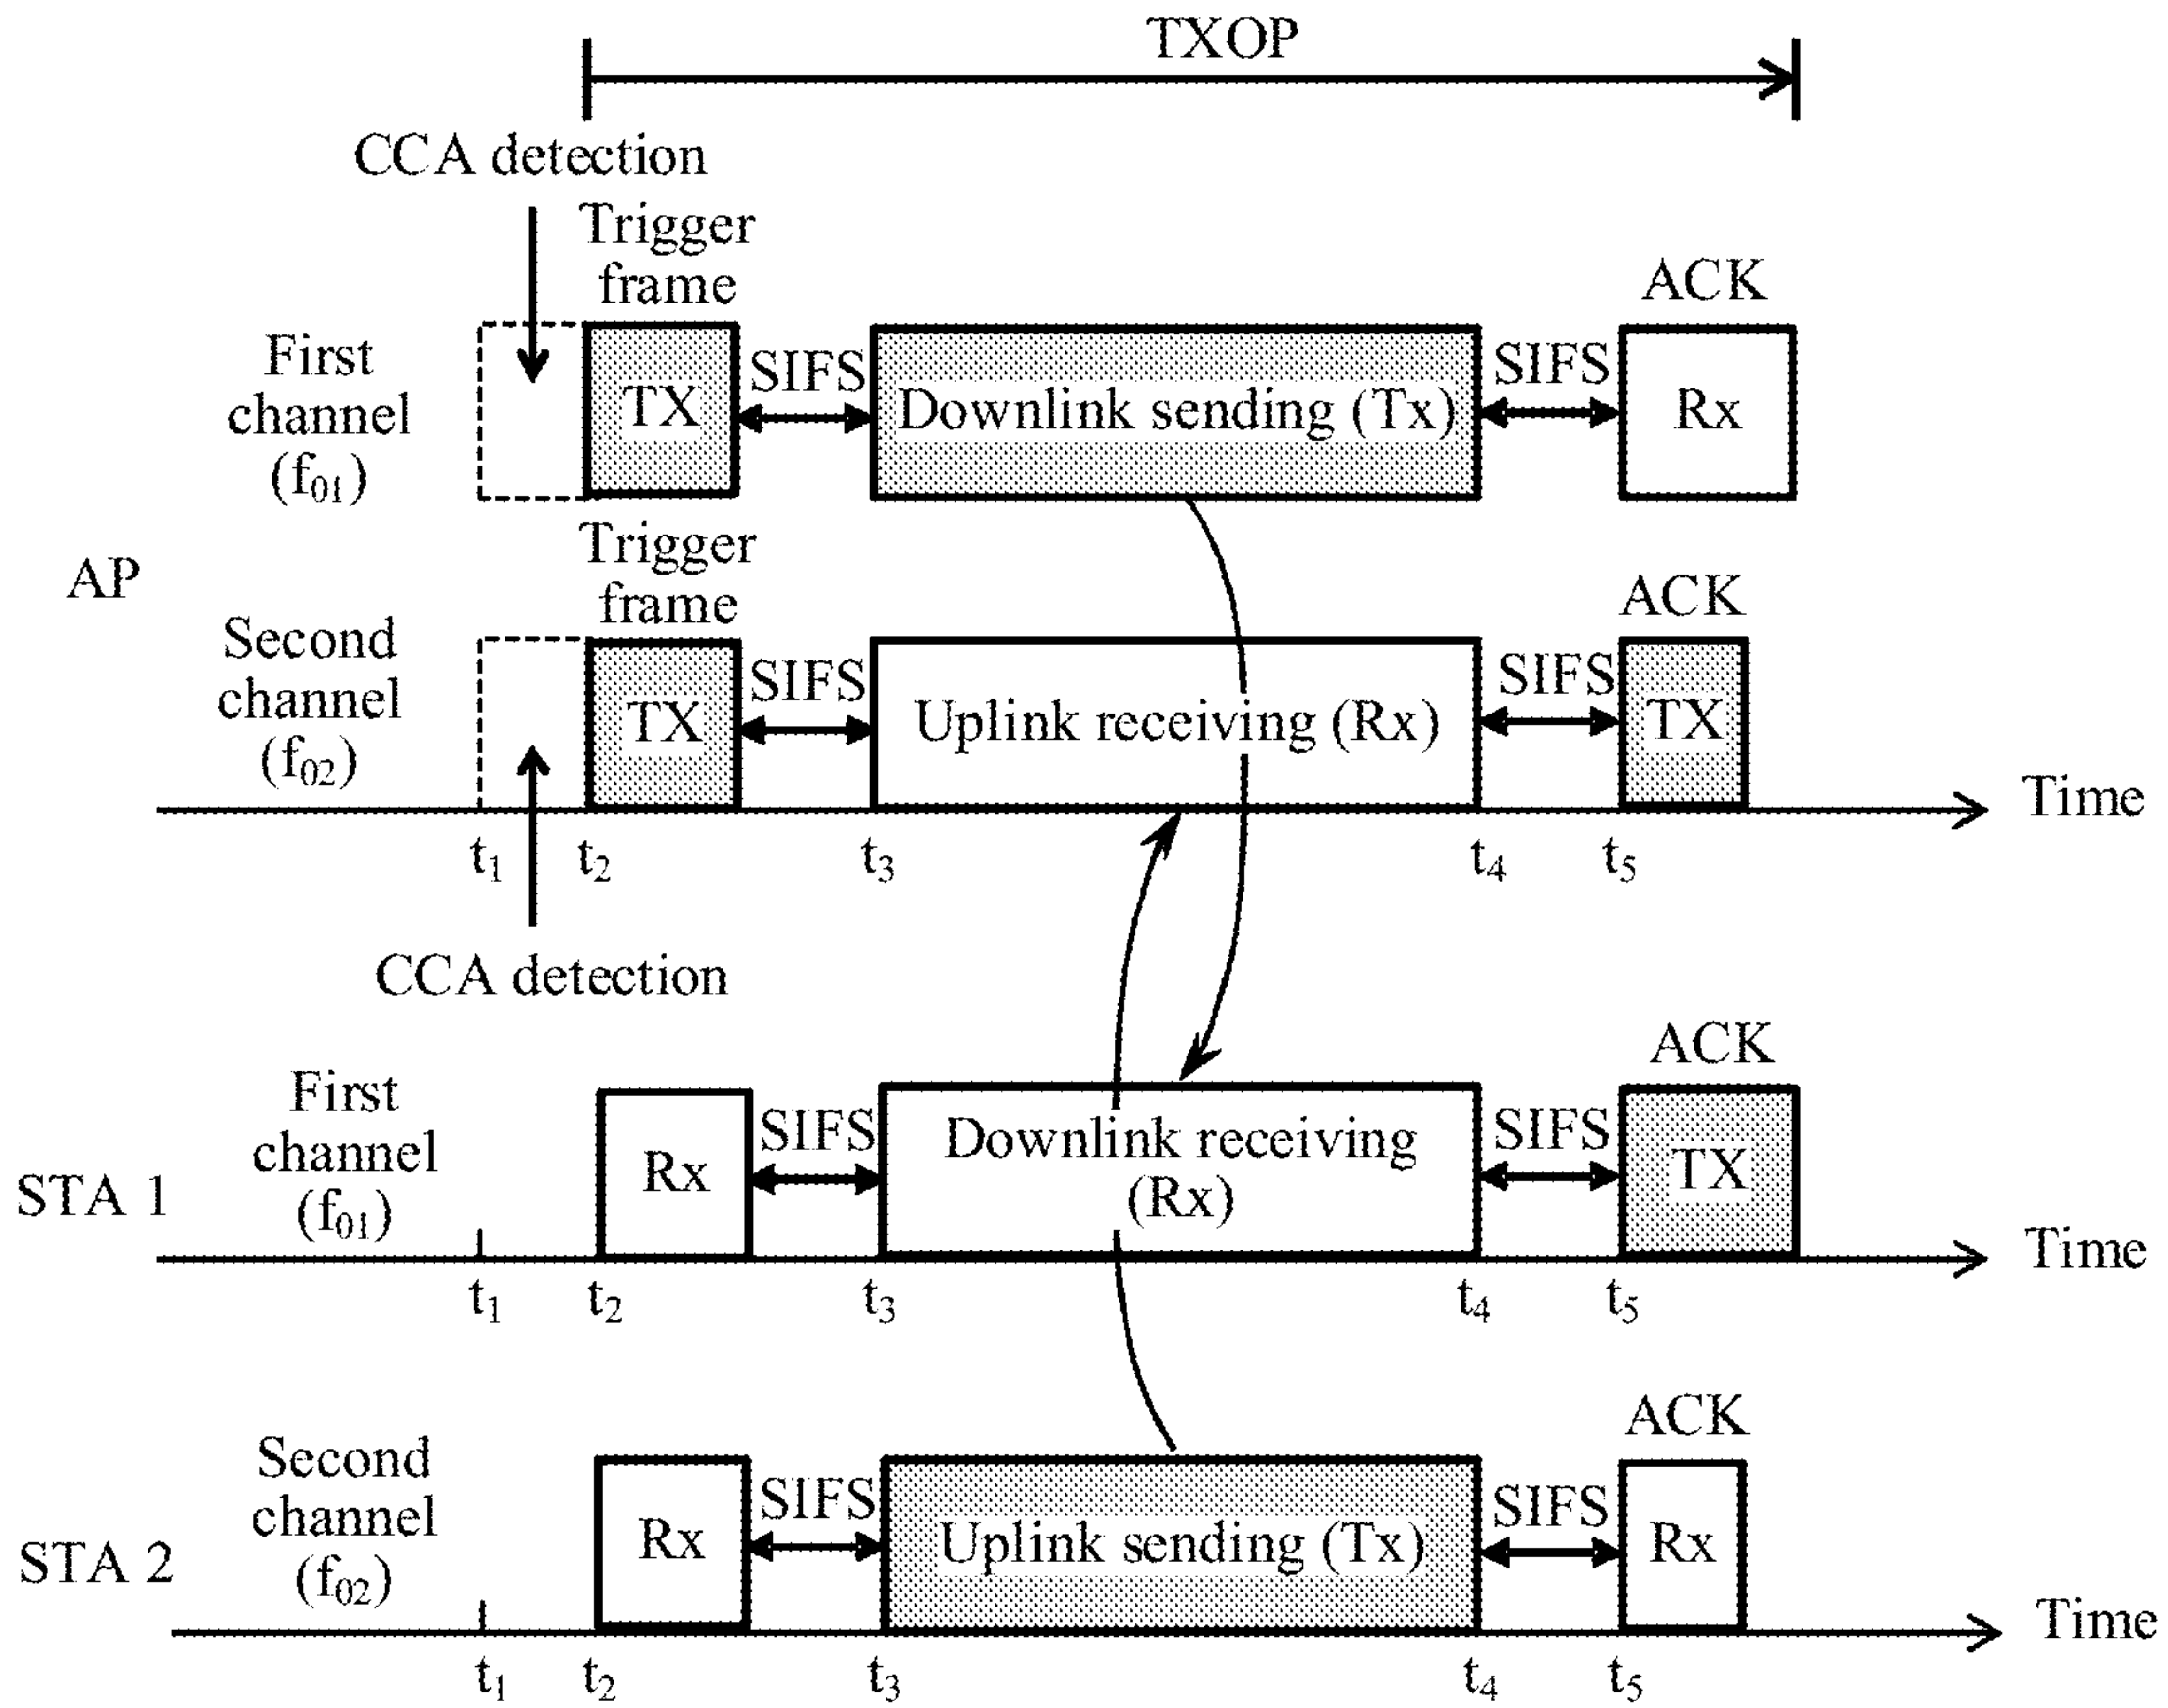 TXOP
CCA detection
Trigger
frame
ACK
First
channel
(f01)
TX
SIFS
Downlink sending (Tx)
SIFS
Rx
AP
Trigger
frame
ACK
Second
channel
(f02)
TX
SIFS
Uplink receiving (Rx)
SIFS
TX
Time
t1
t2
t3
t4
t5
CCA detection
ACK
STA 1
First
channel
(f01)
Rx
SIFS
Downlink receiving
(Rx)
SIFS
TX
Time
t1
t2
t3
t4
t5
ACK
STA 2
Second
channel
(f02)
Rx
SIFS
Uplink sending (Tx)
SIFS
Rx
Time
t1
t2
t3
t4
t5